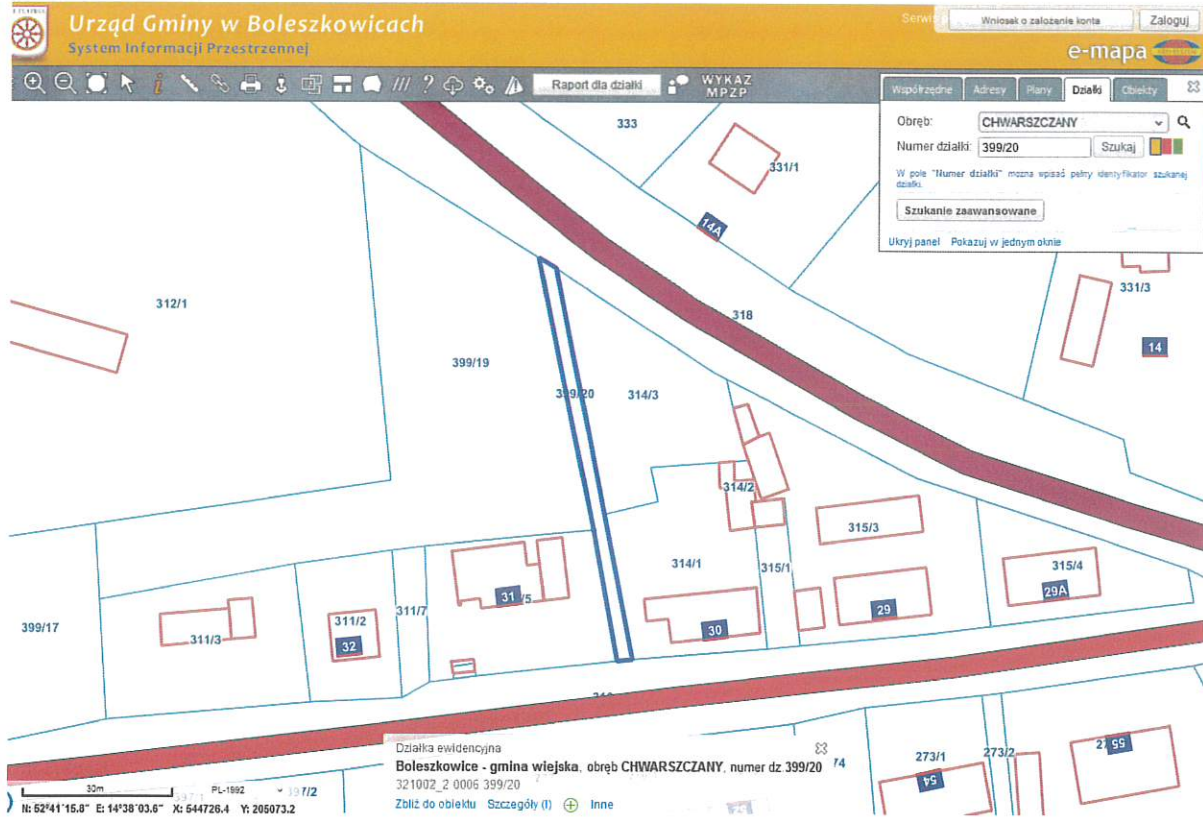 Urząd Gminy w Boleszkowicach
System Informacji Przestrzennej
Serwis
Wniosek o założenie konta
Zaloguj
e-mapa
Raport dla działki
WYKAZ
MPZP
Współrzędne Adresy Plany Działki Obiekty
Obręb: CHWARSZCZANY
Numer działki: 399/20 Szukaj
W pole "Numer działki" można wpisać pełny identyfikator szukanej
działki.
Szukanie zaawansowane
Ukryj panel Pokazuj w jednym oknie
333
331/1
14A
312/1
331/3
318
14
399/19
399/20
314/3
314/2
315/3
314/1
315/1
315/4
29A
31
29
311/7
311/2
32
30
399/17
311/3
Działka ewidencyjna
Boleszkowice - gmina wiejska, obręb CHWARSZCZANY, numer dz. 399/20
321002_2.0006.399/20
Zbliż do obiektu Szczegóły (I) Inne
273/1
273/2
55
54
30m
PL-1992
N: 52°41'15.8" E: 14°38'03.6" X: 544726.4 Y: 205073.2